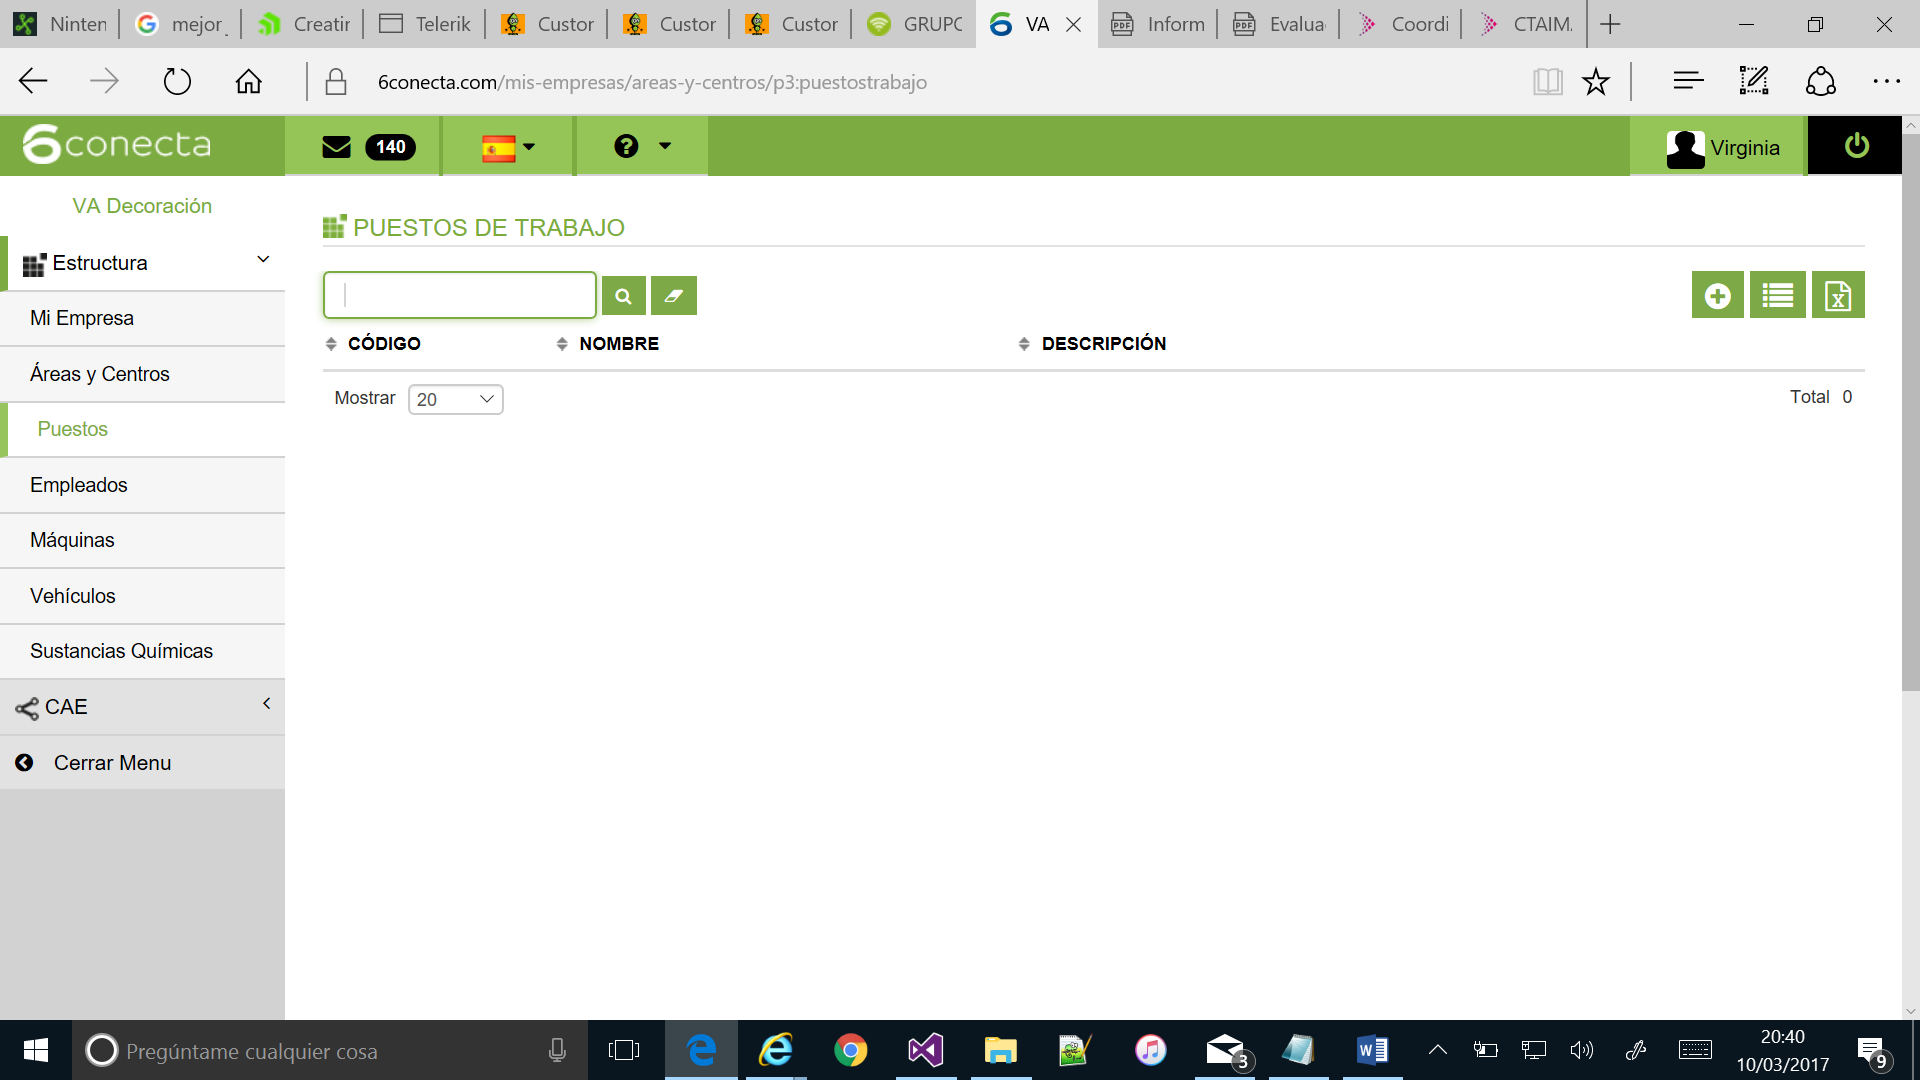 Ninten
mejor
Creatir
Telerik
Custor
Custor
Custor
GRUPO
VA
Inform
Evalua
Coordi
CTAIM
6conecta.com/mis-empresas/areas-y-centros/p3:puestostrabajo
6conecta
140
Virginia
VA Decoración
Estructura
Mi Empresa
Áreas y Centros
Puestos
Empleados
Máquinas
Vehículos
Sustancias Químicas
CAE
Cerrar Menu
PUESTOS DE TRABAJO
CÓDIGO NOMBRE DESCRIPCIÓN
Mostrar 20
Total 0
Pregúntame cualquier cosa
3
20:40
10/03/2017
9